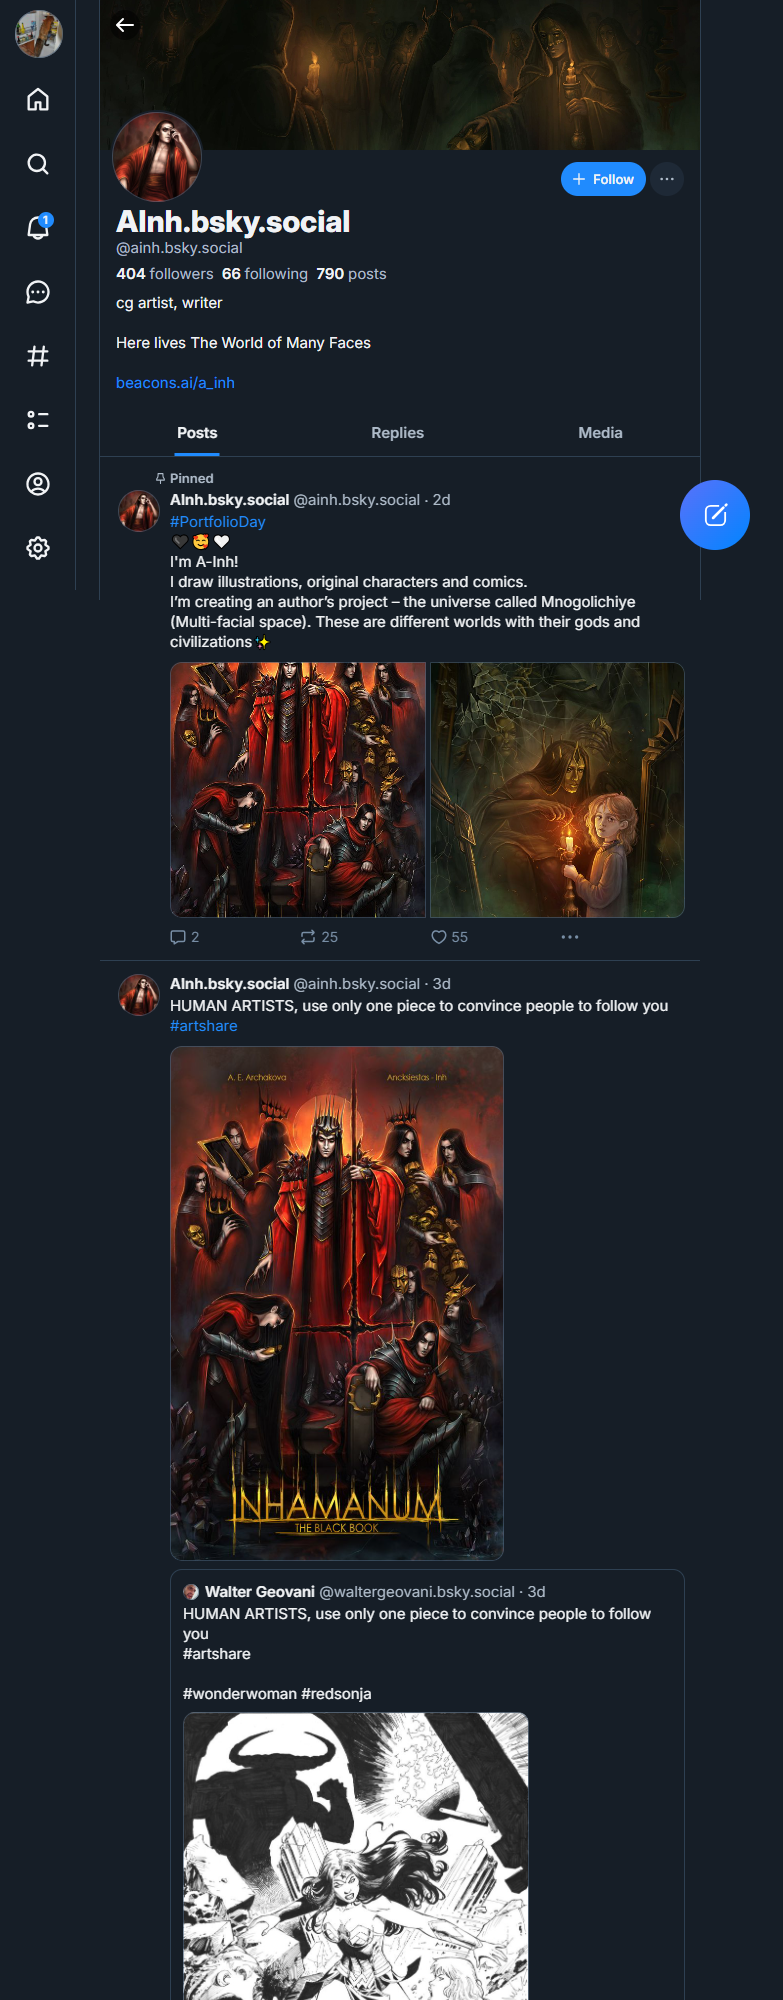 1
Follow
AInh.bsky.social
@ainh.bsky.social
404 followers 66 following 790 posts
cg artist, writer
Here lives The World of Many Faces
beacons.ai/a_inh
Posts Replies Media
Pinned
AInh.bsky.social @ainh.bsky.social · 2d
#PortfolioDay
🖤🥰🤍
I'm A-Inh!
I draw illustrations, original characters and comics.
I’m creating an author’s project – the universe called Mnogolichiye
(Multi-facial space). These are different worlds with their gods and
civilizations✨
2 25 55
AInh.bsky.social @ainh.bsky.social · 3d
HUMAN ARTISTS, use only one piece to convince people to follow you
#artshare
A. E. Archakova Ancksiestas - Inh
INHAMANUM
THE BLACK BOOK
Walter Geovani @waltergeovani.bsky.social · 3d
HUMAN ARTISTS, use only one piece to convince people to follow
you
#artshare
#wonderwoman #redsonja